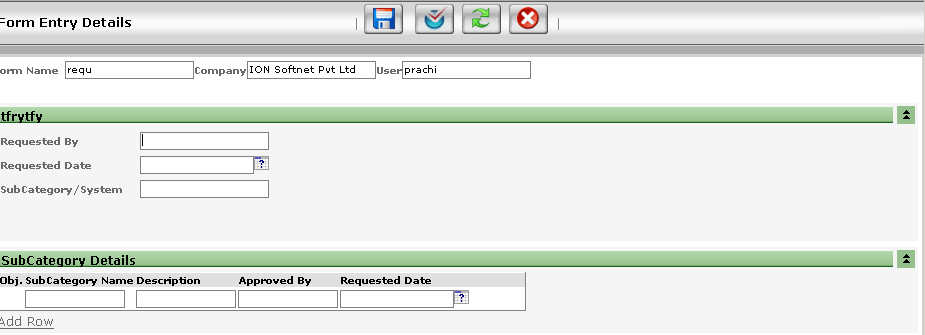 Form Entry Details
orm Name requ Company ION Softnet Pvt Ltd User prachi
tfrytfy
Requested By
Requested Date
SubCategory/System
SubCategory Details
Obj. SubCategory Name Description Approved By Requested Date
Add Row